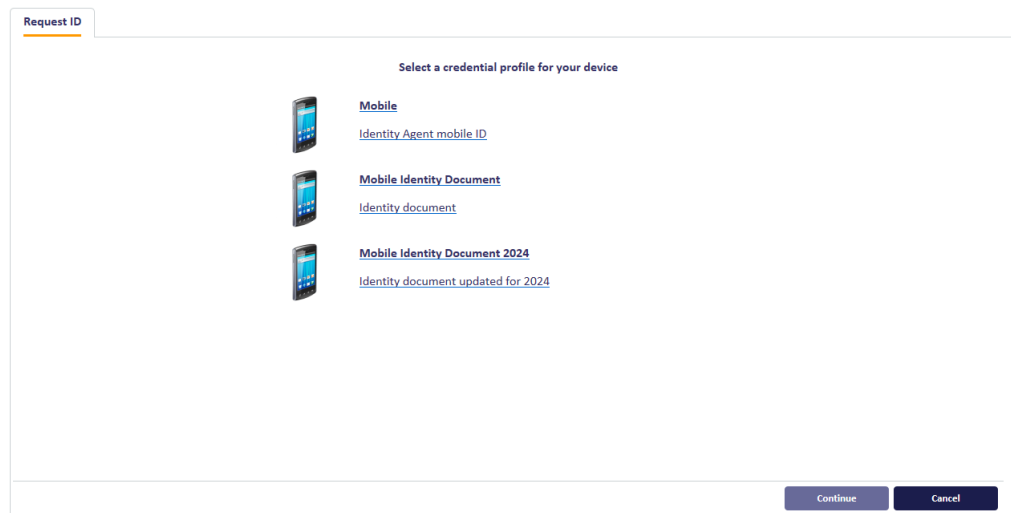 Request ID
Select a credential profile for your device
Mobile
Identity Agent mobile ID
Mobile Identity Document
Identity document
Mobile Identity Document 2024
Identity document updated for 2024
Continue
Cancel